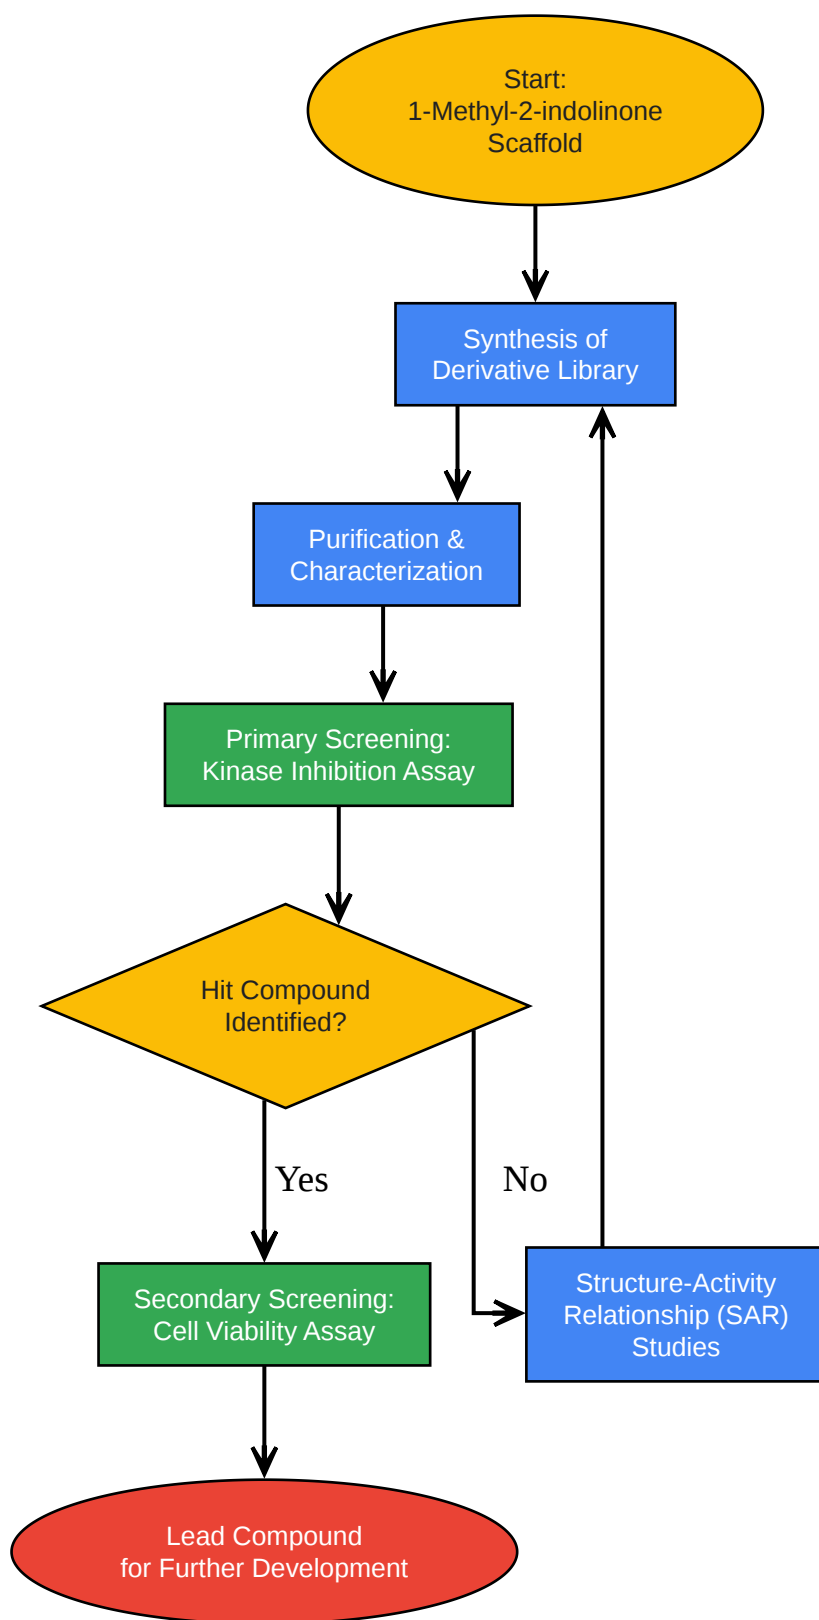 Start:
1-Methyl-2-indolinone
Scaffold
Synthesis of
Derivative Library
Purification &
Characterization
Primary Screening:
Kinase Inhibition Assay
Hit Compound
Identified?
Yes
No
Secondary Screening:
Cell Viability Assay
Structure-Activity
Relationship (SAR)
Studies
Lead Compound
for Further Development